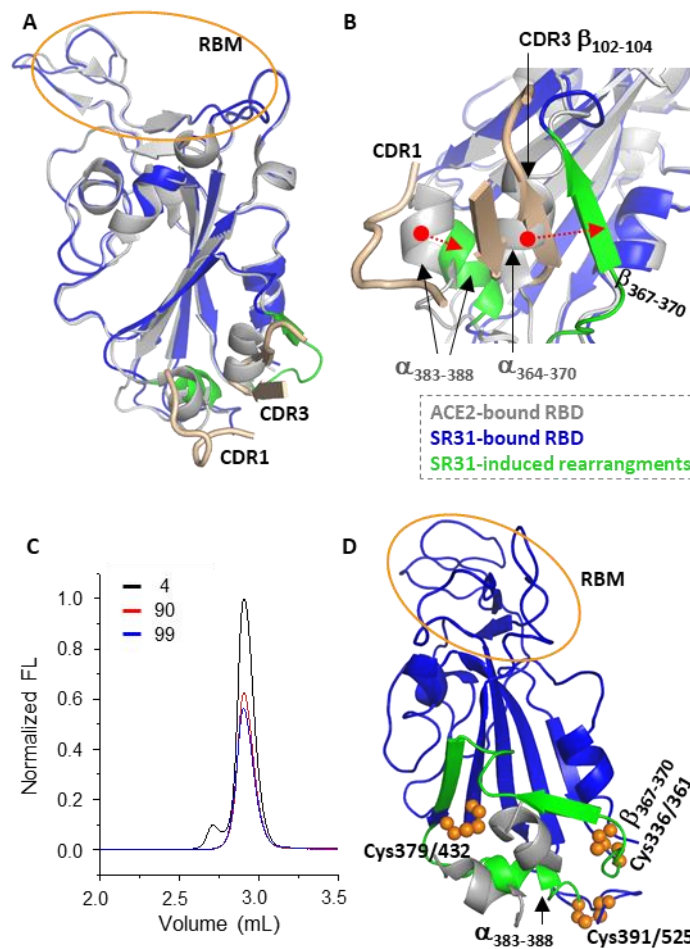 A
RBM
CDR3
CDR1
B
CDR3 β102-104
CDR1
β367-370
α383-388
α364-370
ACE2-bound RBD
SR31-bound RBD
SR31-induced rearrangments
C
4
90
99
Normalized FL
1.0
0.8
0.6
0.4
0.2
0.0
2.0 2.5 3.0 3.5
Volume (mL)
D
RBM
β367-370
Cys336/361
Cys379/432
Cys391/525
α383-388